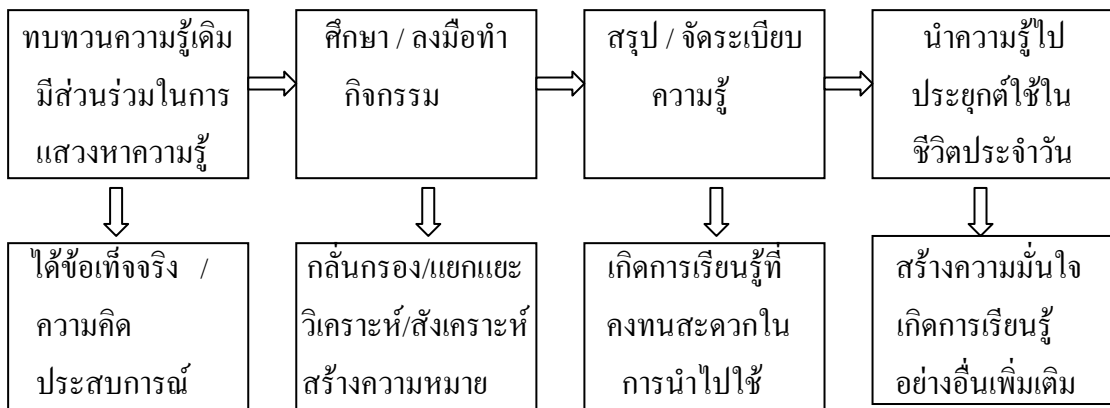 ทบทวนความรู้เดิม
มีส่วนร่วมในการ
แสวงหาความรู้
ศึกษา / ลงมือทำ
กิจกรรม
สรุป / จัดระเบียบ
ความรู้
นำความรู้ไป
ประยุกต์ใช้ใน
ชีวิตประจำวัน
ได้ข้อเท็จจริง /
ความคิด
ประสบการณ์
กลั่นกรอง/แยกแยะ
วิเคราะห์/สังเคราะห์
สร้างความหมาย
เกิดการเรียนรู้ที่
คงทนสะดวกใน
การนำไปใช้
สร้างความมั่นใจ
เกิดการเรียนรู้
อย่างอื่นเพิ่มเติม